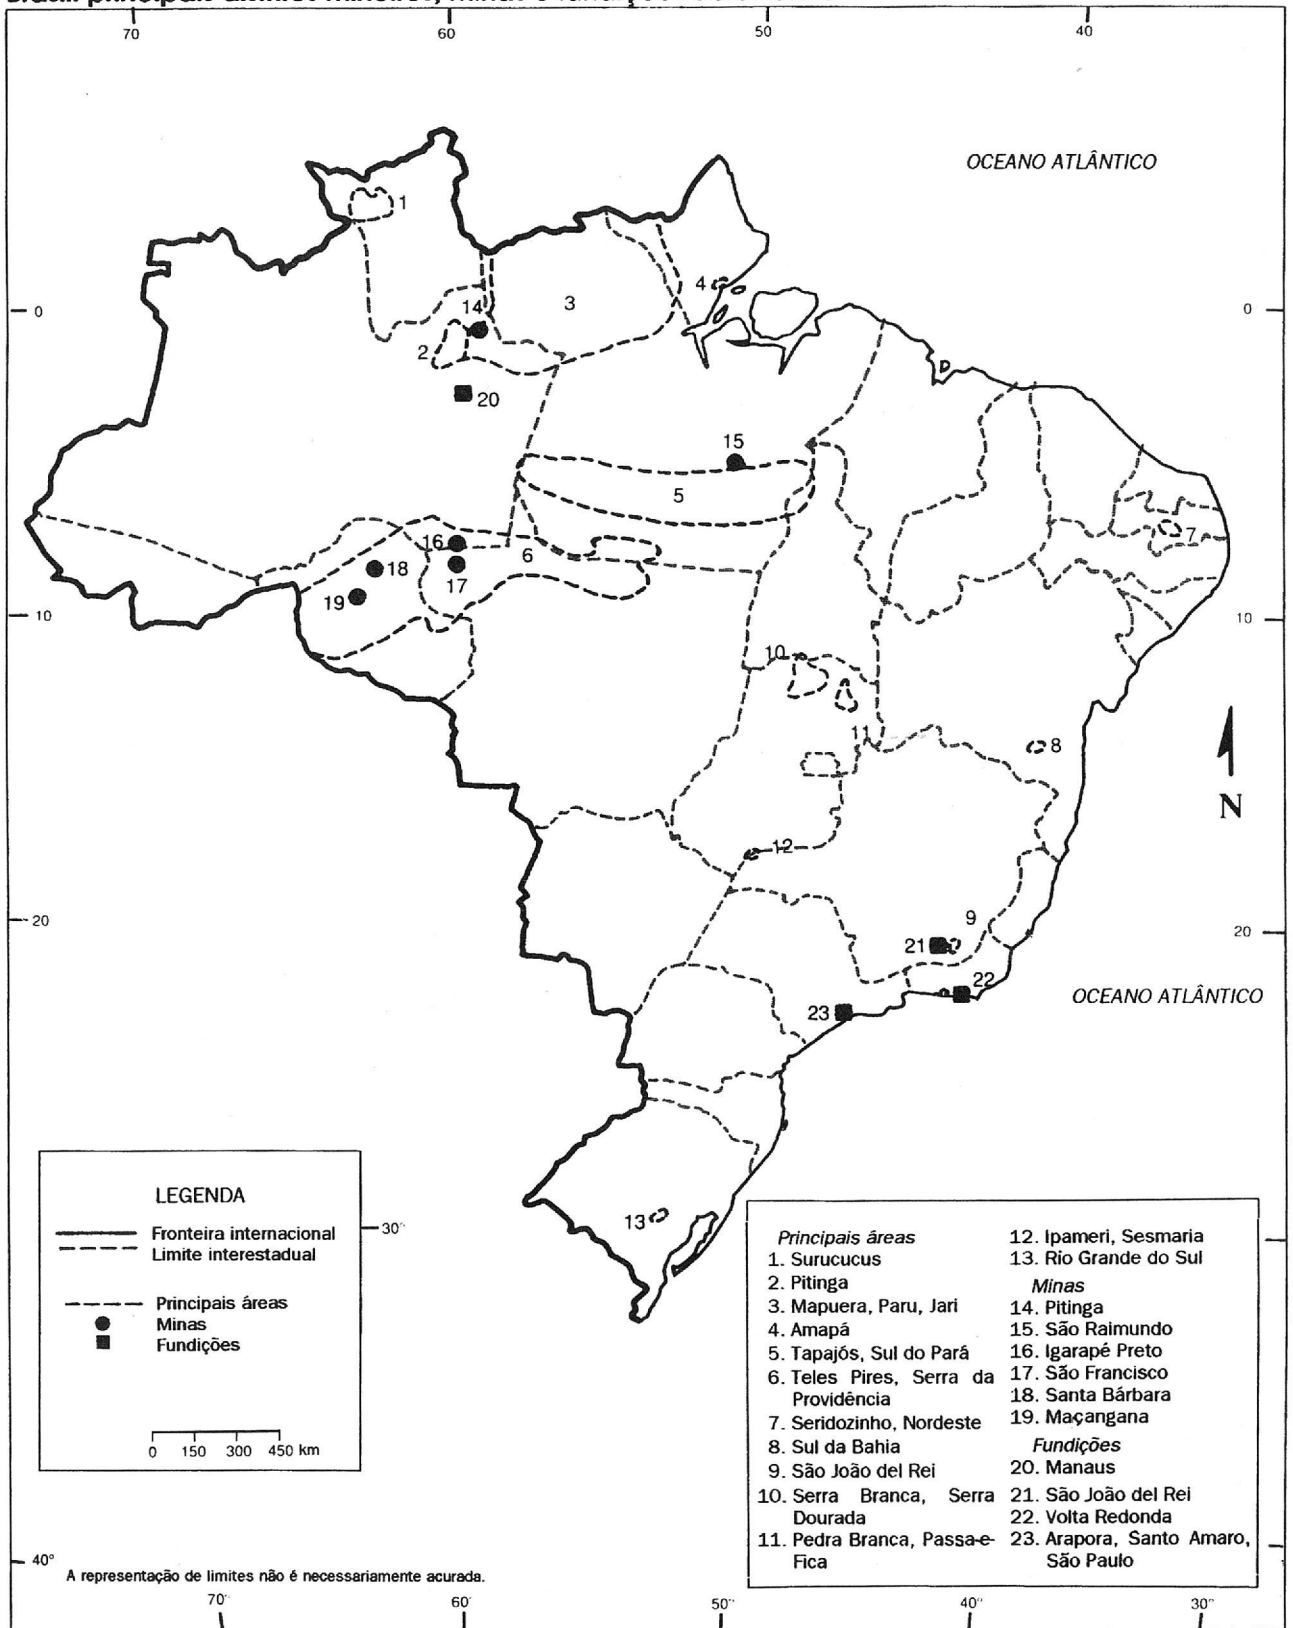 70
60
50
40
OCEANO ATLÂNTICO
1
4
3
0
0
14
2
20
15
5
7
16
6
18
17
19
10
10
10
11
8
N
12
20
9
20
21
22
OCEANO ATLÂNTICO
23
13
LEGENDA
Fronteira internacional
Limite interestadual
Principais áreas
Minas
Fundições
0 150 300 450 km
30"
Principais áreas
1. Surucucus
2. Pitinga
3. Mapuera, Paru, Jari
4. Amapá
5. Tapajós, Sul do Pará
6. Teles Pires, Serra da
Providência
7. Seridozinho, Nordeste
8. Sul da Bahia
9. São João del Rei
10. Serra Branca, Serra
Dourada
11. Pedra Branca, Passa-e-
Fica
12. Ipameri, Sesmaria
13. Rio Grande do Sul
Minas
14. Pitinga
15. São Raimundo
16. Igarapé Preto
17. São Francisco
18. Santa Bárbara
19. Maçangana
Fundições
20. Manaus
21. São João del Rei
22. Volta Redonda
23. Arapora, Santo Amaro,
São Paulo
40°
A representação de limites não é necessariamente acurada.
70"
60"
50"
40"
30"